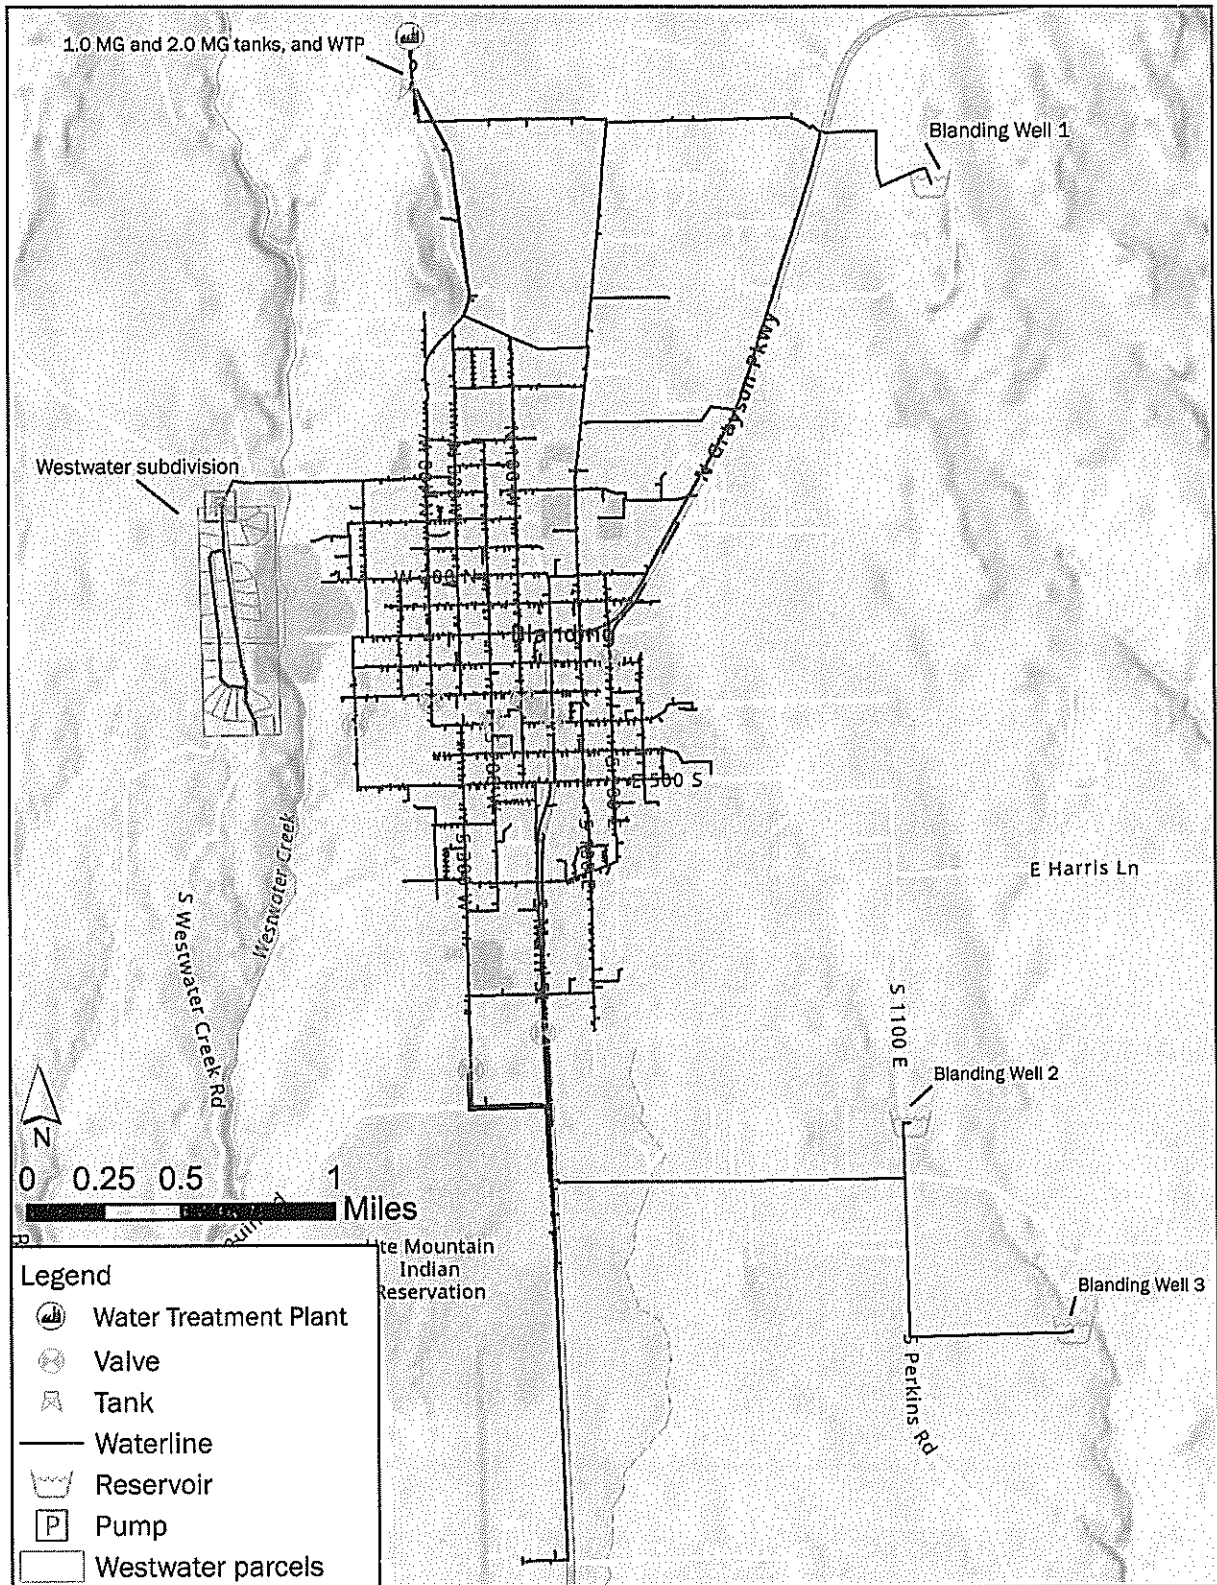 1.0 MG and 2.0 MG tanks, and WTP
Blanding Well 1
N Grayson Pkwy
Westwater subdivision
Blanding
E 500 S
Westwater Creek
S Westwater Creek Rd
E Harris Ln
S 1100 E
Blanding Well 2
N
0 0.25 0.5 1
Miles
Ute Mountain
Indian
Reservation
Blanding Well 3
S Perkins Rd
Legend
Water Treatment Plant
Valve
Tank
Waterline
Reservoir
P Pump
Westwater parcels